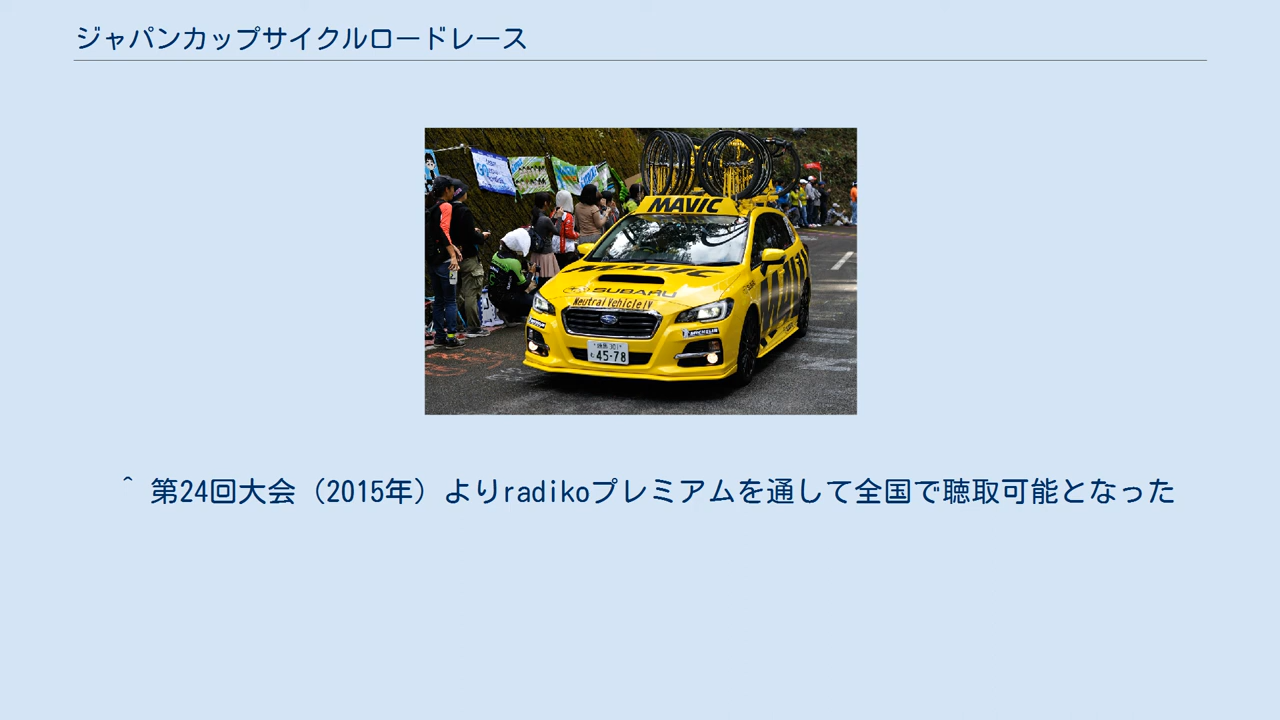 ジャパンカップサイクルロードレース
MAVIC
MAVIC
SUBARU
Neutral Vehicle IV
MICHELIN
45-78
^ 第24回大会（2015年）よりradikoプレミアムを通して全国で聴取可能となった